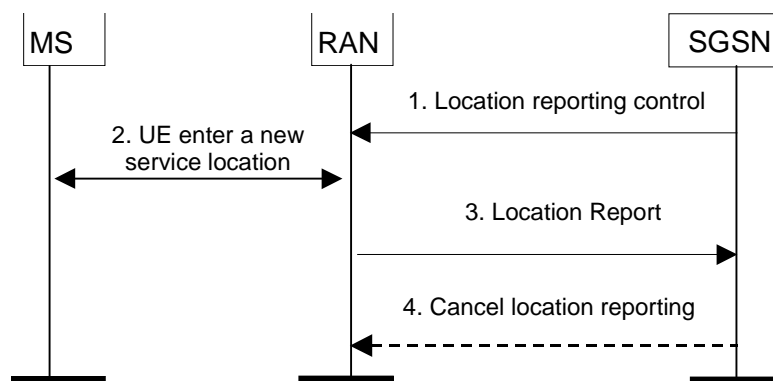 MS
RAN
SGSN
1. Location reporting control
2. UE enter a new
service location
3. Location Report
4. Cancel location reporting